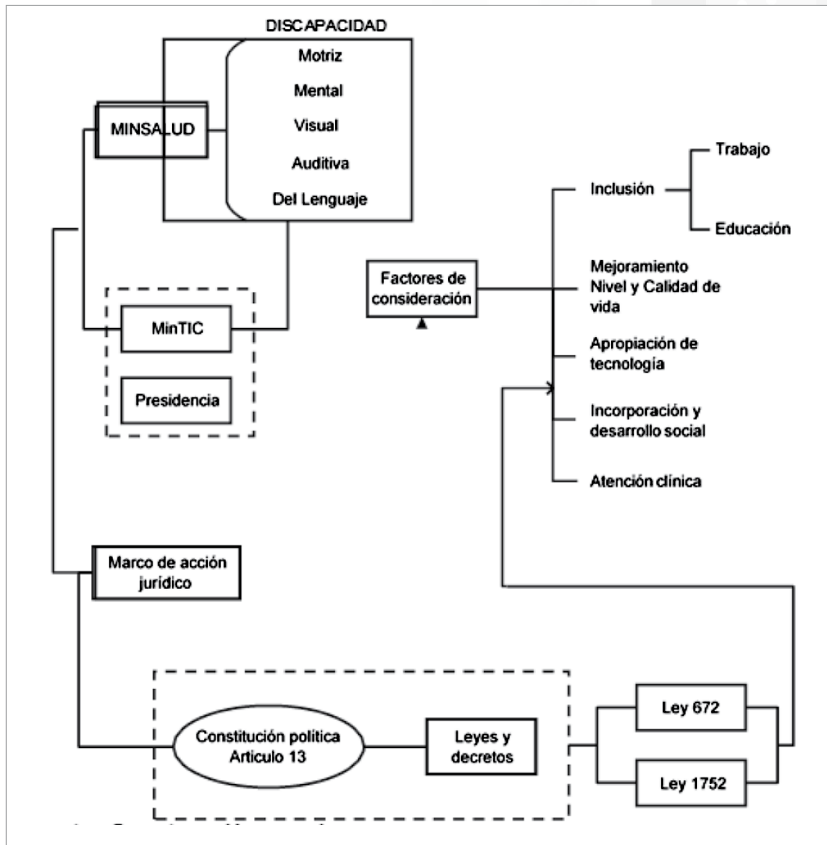 DISCAPACIDAD
Motriz
Mental
Visual
Auditiva
Del Lenguaje
MINSALUD
MinTIC
Presidencia
Factores de
consideración
Inclusión
Trabajo
Educación
Mejoramiento
Nivel y Calidad de
vida
Apropiación de
tecnología
Incorporación y
desarrollo social
Atención clínica
Marco de acción
jurídico
Constitución política
Articulo 13
Leyes y
decretos
Ley 672
Ley 1752